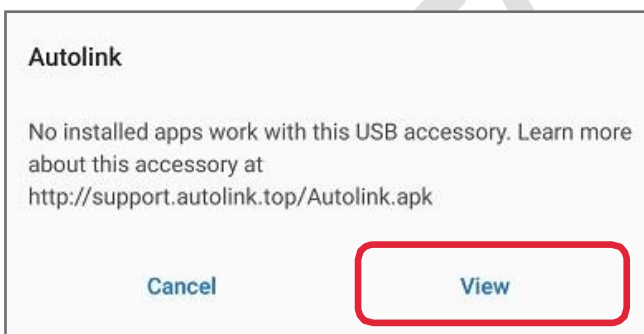 Autolink
No installed apps work with this USB accessory. Learn more
about this accessory at
http://support.autolink.top/Autolink.apk
Cancel
View